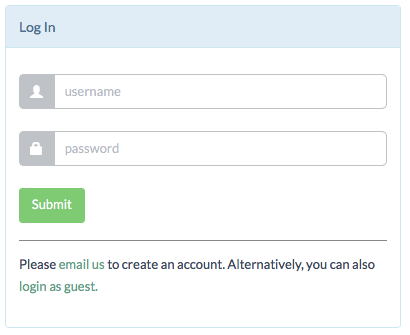 Log In
username
password
Submit
Please email us to create an account. Alternatively, you can also
login as guest.